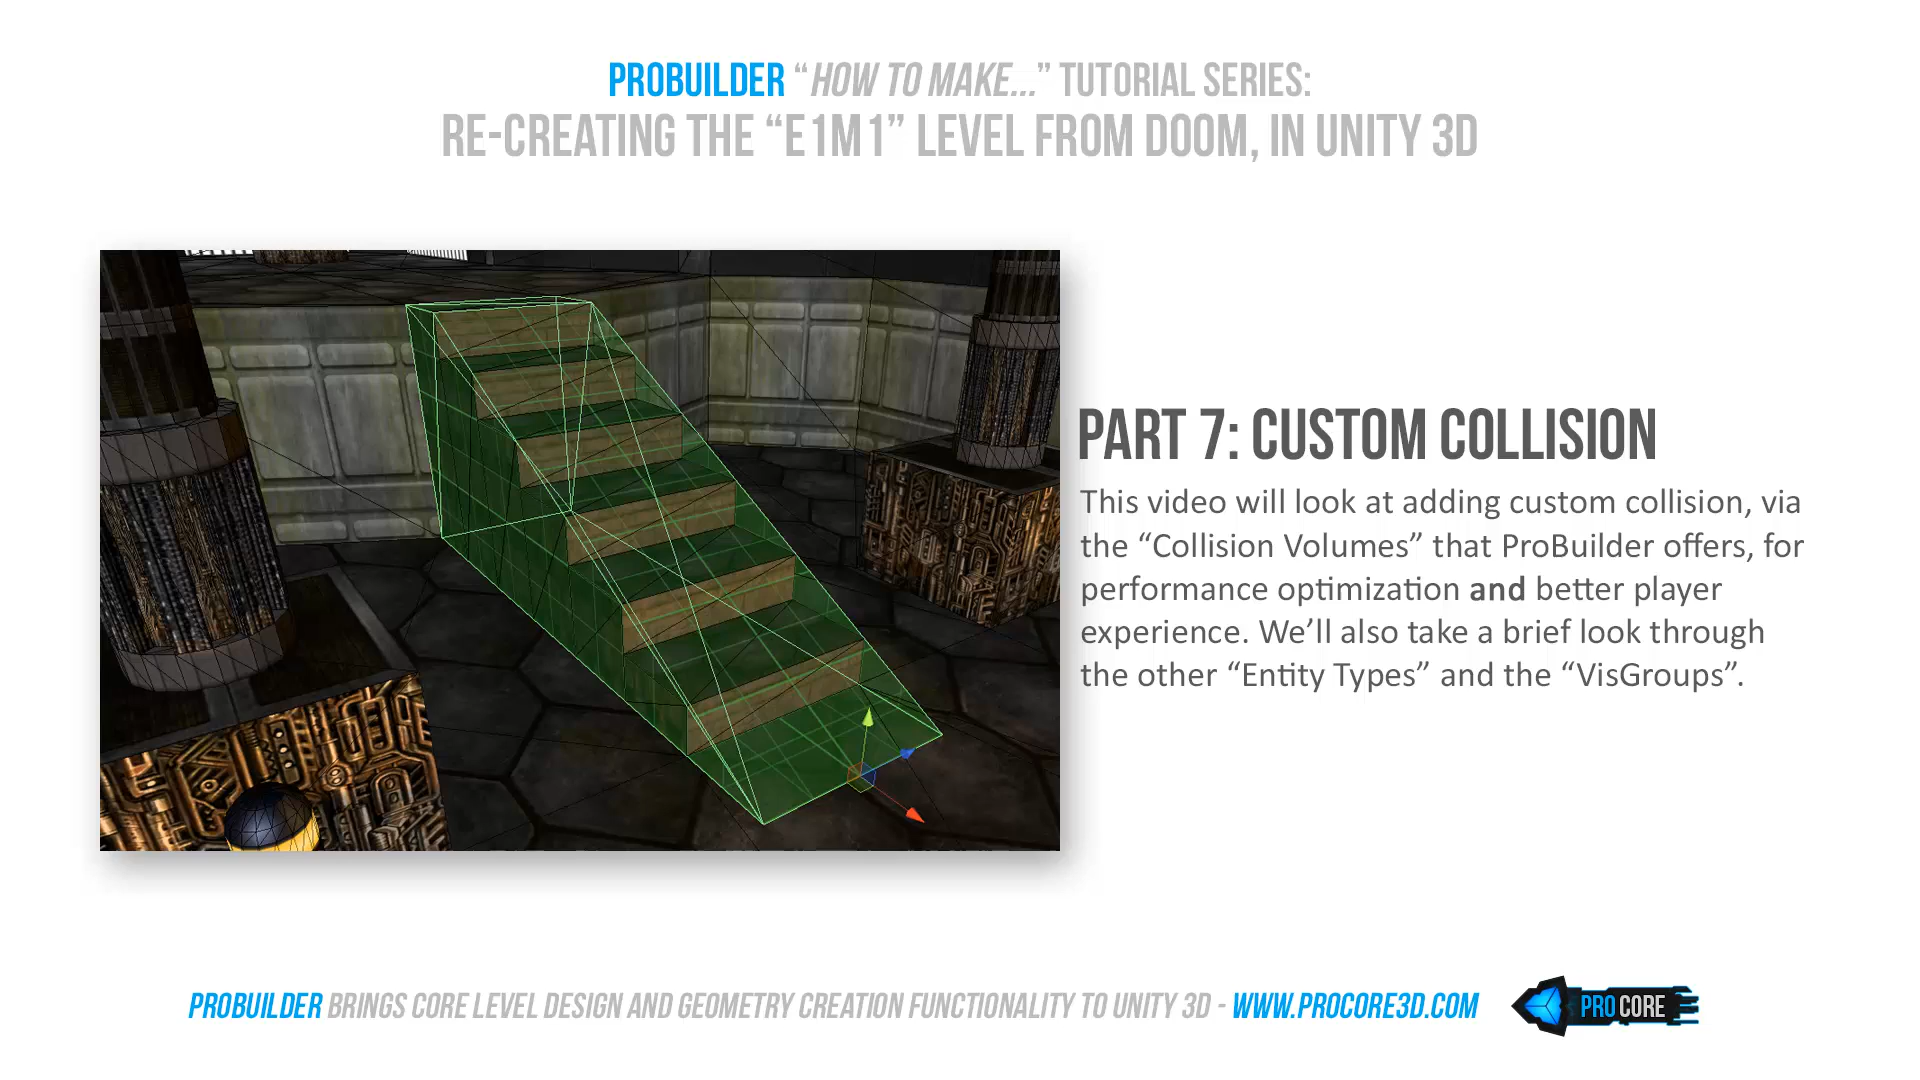 PROBUILDER “HOW TO MAKE...” TUTORIAL SERIES:
RE-CREATING THE “E1M1” LEVEL FROM DOOM, IN UNITY 3D
PART 7: CUSTOM COLLISION
This video will look at adding custom collision, via
the “Collision Volumes” that ProBuilder offers, for
performance optimization and better player
experience. We’ll also take a brief look through
the other “Entity Types” and the “VisGroups”.
PROBUILDER BRINGS CORE LEVEL DESIGN AND GEOMETRY CREATION FUNCTIONALITY TO UNITY 3D - WWW.PROCORE3D.COM
PROCORE